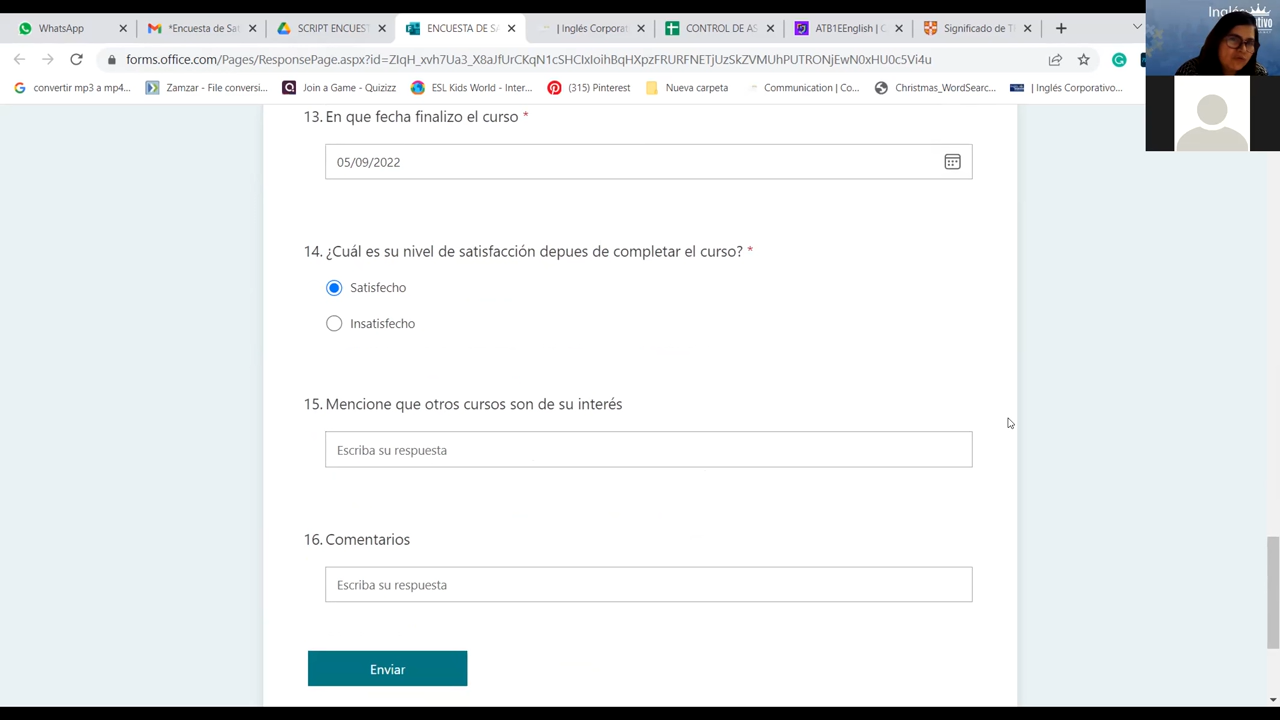 WhatsApp
*Encuesta de Sa
SCRIPT ENCUEST
ENCUESTA DE SA
Inglés Corporat
CONTROL DE AS
ATB1EEnglish | C
Significado de T
Inglés
forms.office.com/Pages/ResponsePage.aspx?id=
convertir mp3 a mp4...
Zamzar - File conversi...
Join a Game - Quizizz
ESL Kids World - Inter...
(315) Pinterest
Nueva carpeta
Communication | Co...
Christmas_WordSearc...
| Inglés Corporativo...
13. En que fecha finalizo el curso *
05/09/2022
14. ¿Cuál es su nivel de satisfacción depues de completar el curso? *
Satisfecho
Insatisfecho
15. Mencione que otros cursos son de su interés
Escriba su respuesta
16. Comentarios
Escriba su respuesta
Enviar